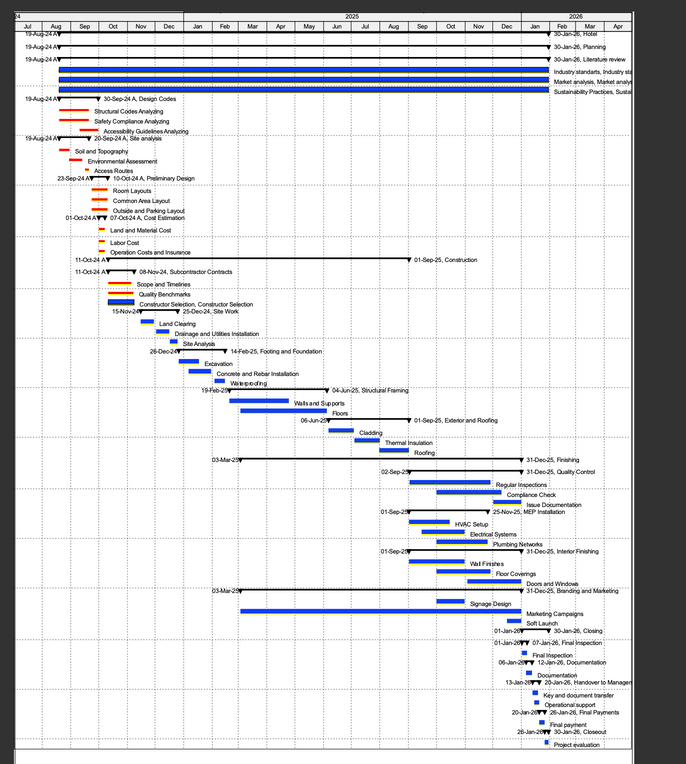 24 2025 2026
Jul Aug Sep Oct Nov Dec Jan Feb Mar Apr May Jun Jul Aug Sep Oct Nov Dec Jan Feb Mar Apr
19-Aug-24 A 30-Jan-26, Hotel
19-Aug-24 A 30-Jan-26, Planning
19-Aug-24 A 30-Jan-26, Literature review
Industry standarts, Industry sta
Market analysis, Market analys
Sustainability Practices, Susta
19-Aug-24 A 30-Sep-24 A, Design Codes
Structural Codes Analyzing
Safety Compliance Analyzing
Accessibility Guidelines Analyzing
19-Aug-24 A 20-Sep-24 A, Site analysis
Soil and Topography
Environmental Assessment
Access Routes
23-Sep-24 A 10-Oct-24 A, Preliminary Design
Room Layouts
Common Area Layout
Outside and Parking Layout
01-Oct-24 A 07-Oct-24 A, Cost Estimation
Land and Material Cost
Labor Cost
Operation Costs and Insurance
11-Oct-24 A 01-Sep-25, Construction
11-Oct-24 A 08-Nov-24, Subcontractor Contracts
Scope and Timelines
Quality Benchmarks
Constructor Selection, Constructor Selection
15-Nov-24 25-Dec-24, Site Work
Land Clearing
Drainage and Utilities Installation
Site Analysis
26-Dec-24 14-Feb-25, Footing and Foundation
Excavation
Concrete and Rebar Installation
Waterproofing
19-Feb-25 04-Jun-25, Structural Framing
Walls and Supports
Floors
06-Jun-25 01-Sep-25, Exterior and Roofing
Cladding
Thermal Insulation
Roofing
03-Mar-25 31-Dec-25, Finishing
02-Sep-25 31-Dec-25, Quality Control
Regular Inspections
Compliance Check
Issue Documentation
01-Sep-25 25-Nov-25, MEP Installation
HVAC Setup
Electrical Systems
Plumbing Networks
01-Sep-25 31-Dec-25, Interior Finishing
Wall Finishes
Floor Coverings
Doors and Windows
03-Mar-25 31-Dec-25, Branding and Marketing
Signage Design
Marketing Campaigns
Soft Launch
01-Jan-26 30-Jan-26, Closing
01-Jan-26 07-Jan-26, Final Inspection
Final Inspection
06-Jan-26 12-Jan-26, Documentation
Documentation
13-Jan-26 20-Jan-26, Handover to Managem
Key and document transfer
Operational support
20-Jan-26 26-Jan-26, Final Payments
Final payment
26-Jan-26 30-Jan-26, Closeout
Project evaluation